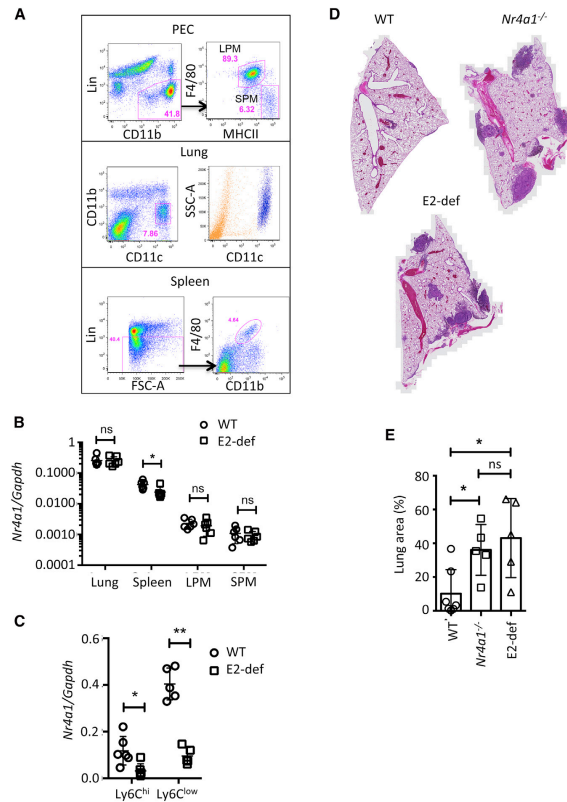 A
PEC
Lin
CD11b
41.8
F4/80
LPM
89.3
SPM
6.32
MHCII
Lung
CD11b
7.86
CD11c
SSC-A
CD11c
Spleen
Lin
FSC-A
F4/80
4.64
CD11b
B
WT
E2-def
Nr4a1/Gapdh
1
0.1000
0.0100
0.0010
0.0001
ns
*
ns
ns
Lung Spleen LPM SPM
C
WT
E2-def
Nr4a1/Gapdh
0.6
0.4
0.2
0.0
*
**
Ly6Chi Ly6Clow
D
WT
Nr4a1-/-
E2-def
E
Lung area (%)
80
60
40
20
0
*
ns
*
WT
Nr4a1-/-
E2-def